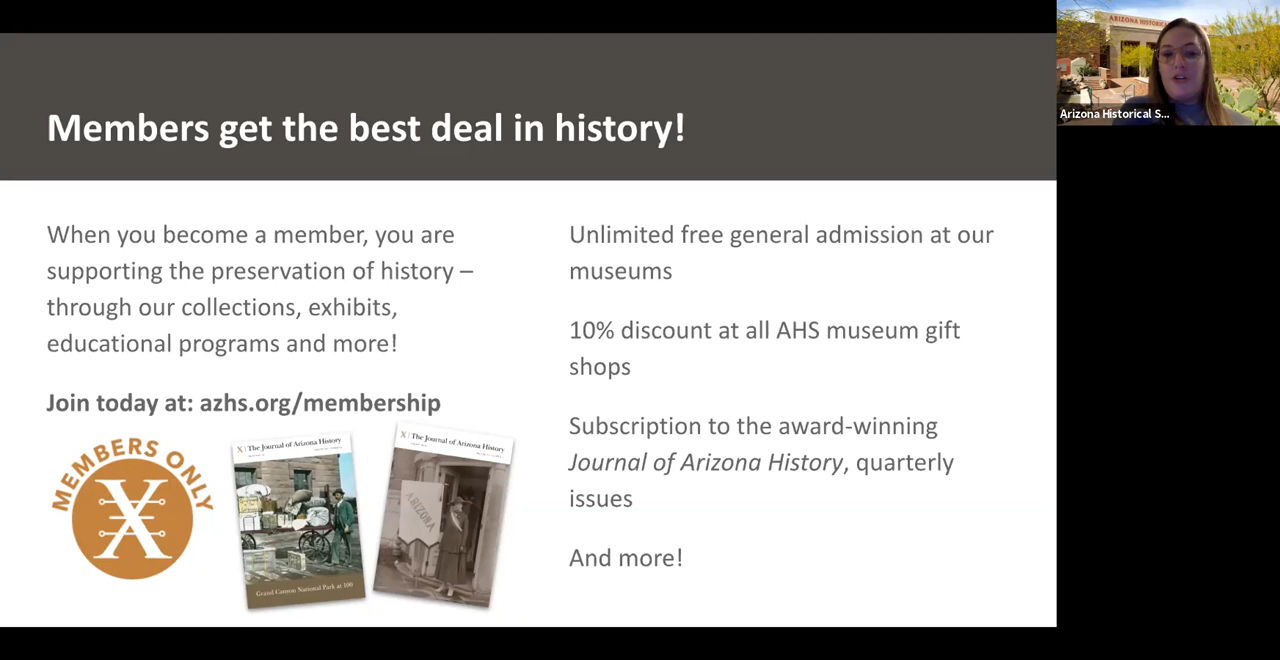 Members get the best deal in history!
When you become a member, you are
supporting the preservation of history –
through our collections, exhibits,
educational programs and more!
Join today at: azhs.org/membership
MEMBERS ONLY
X
X The Journal of Arizona History
Grand Canyon National Park at 100
X The Journal of Arizona History
ARIZONA
Unlimited free general admission at our
museums
10% discount at all AHS museum gift
shops
Subscription to the award-winning
Journal of Arizona History, quarterly
issues
And more!
ARIZONA HISTORICAL
Arizona Historical S...